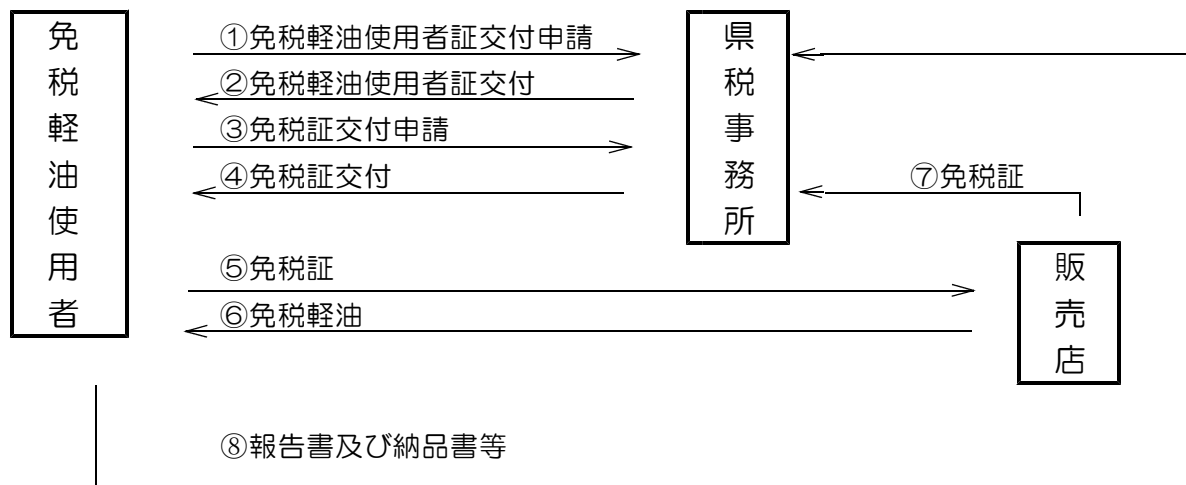 免税軽油使用者
①免税軽油使用者証交付申請
②免税軽油使用者証交付
③免税証交付申請
④免税証交付
県税事務所
⑦免税証
⑤免税証
⑥免税軽油
販売店
⑧報告書及び納品書等